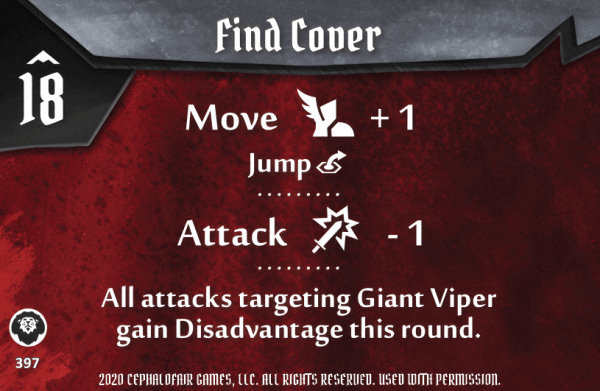 Find Cover
18
Move + 1
Jump
Attack - 1
All attacks targeting Giant Viper
gain Disadvantage this round.
397
2020 CEPHALOFAIR GAMES, LLC. ALL RIGHTS RESERVED. USED WITH PERMISSION.